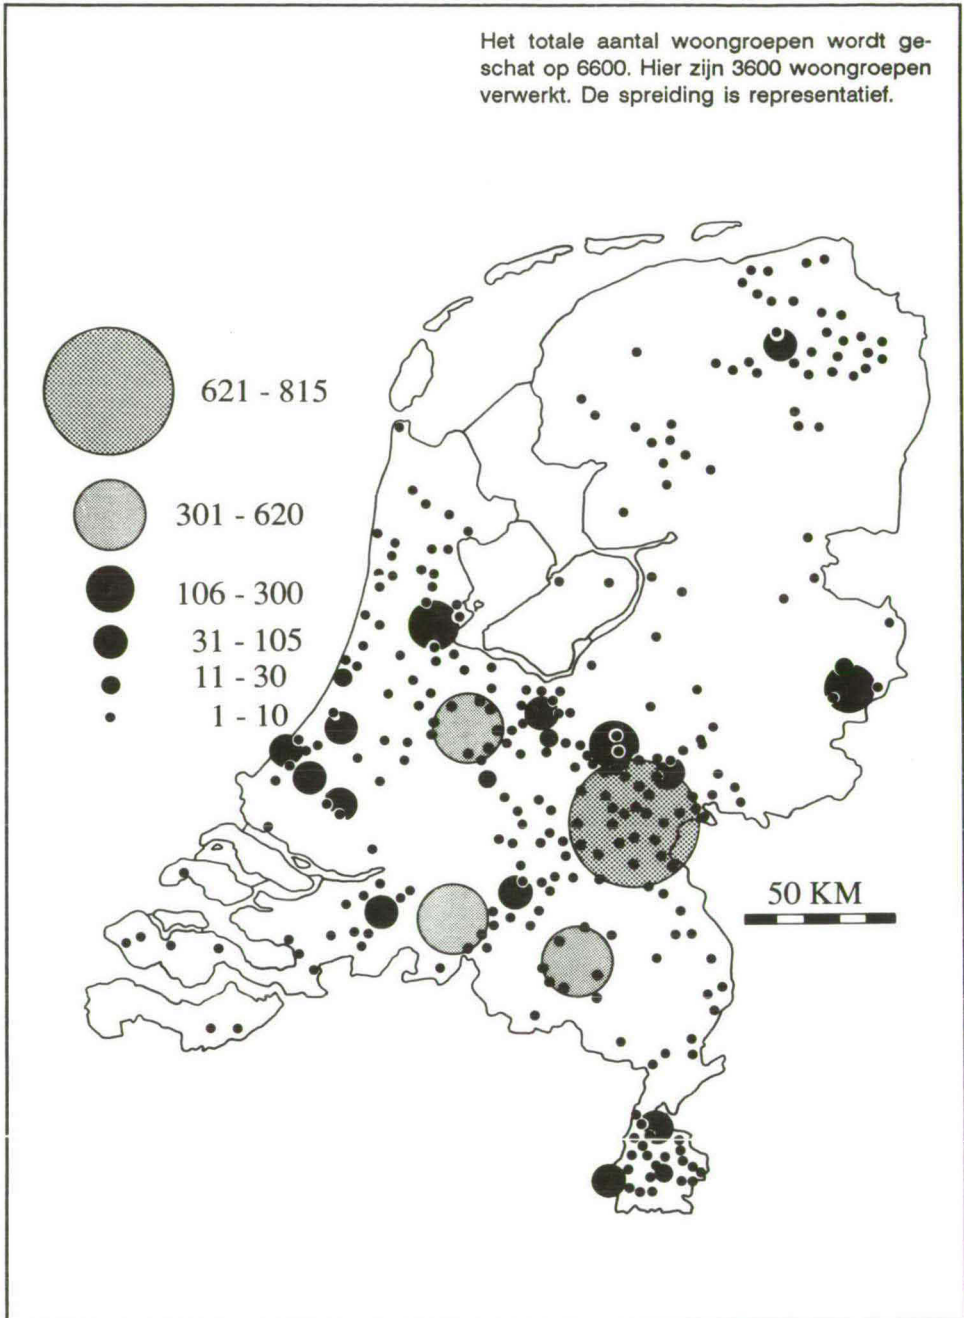 Het totale aantal woongroepen wordt ge-
schat op 6600. Hier zijn 3600 woongroepen
verwerkt. De spreiding is representatief.
621 - 815
301 - 620
106 - 300
31 - 105
11 - 30
1 - 10
50 KM